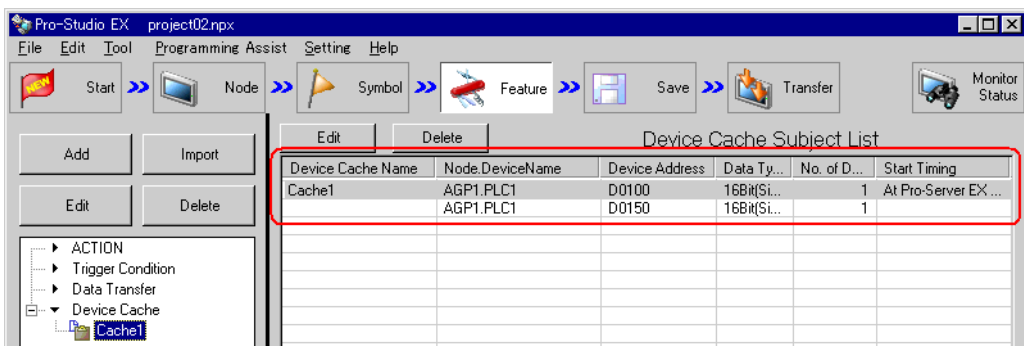 Pro-Studio EX project02.npx
File Edit Tool Programming Assist Setting Help
NEW Start Node Symbol Feature Save Transfer Monitor Status
Add Import
Edit Delete
ACTION
Trigger Condition
Data Transfer
Device Cache
Cache1
Edit Delete Device Cache Subject List
Device Cache Name Node.DeviceName Device Address Data Ty... No. of D... Start Timing
Cache1 AGP1.PLC1 D0100 16Bit(Si... 1 At Pro-Server EX ...
AGP1.PLC1 D0150 16Bit(Si... 1